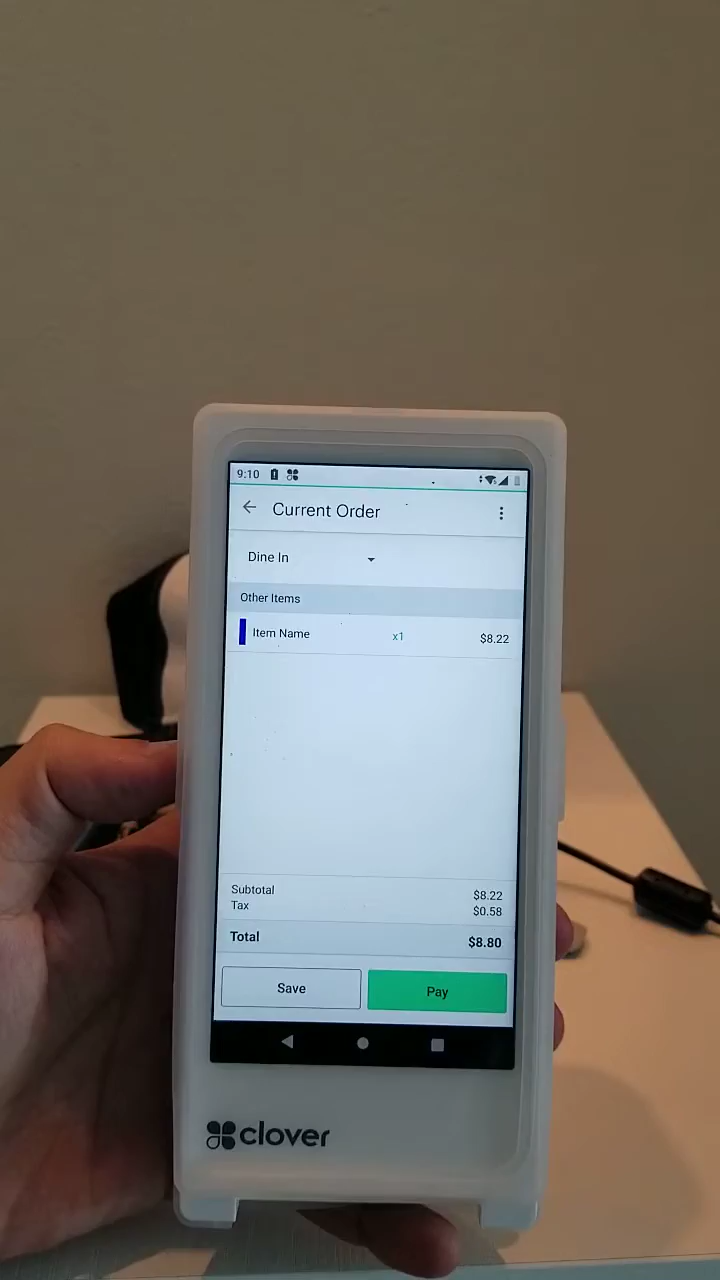 9:10
Current Order
Dine In
Other Items
Item Name x1 $8.22
Subtotal $8.22
Tax $0.58
Total $8.80
Save Pay
clover